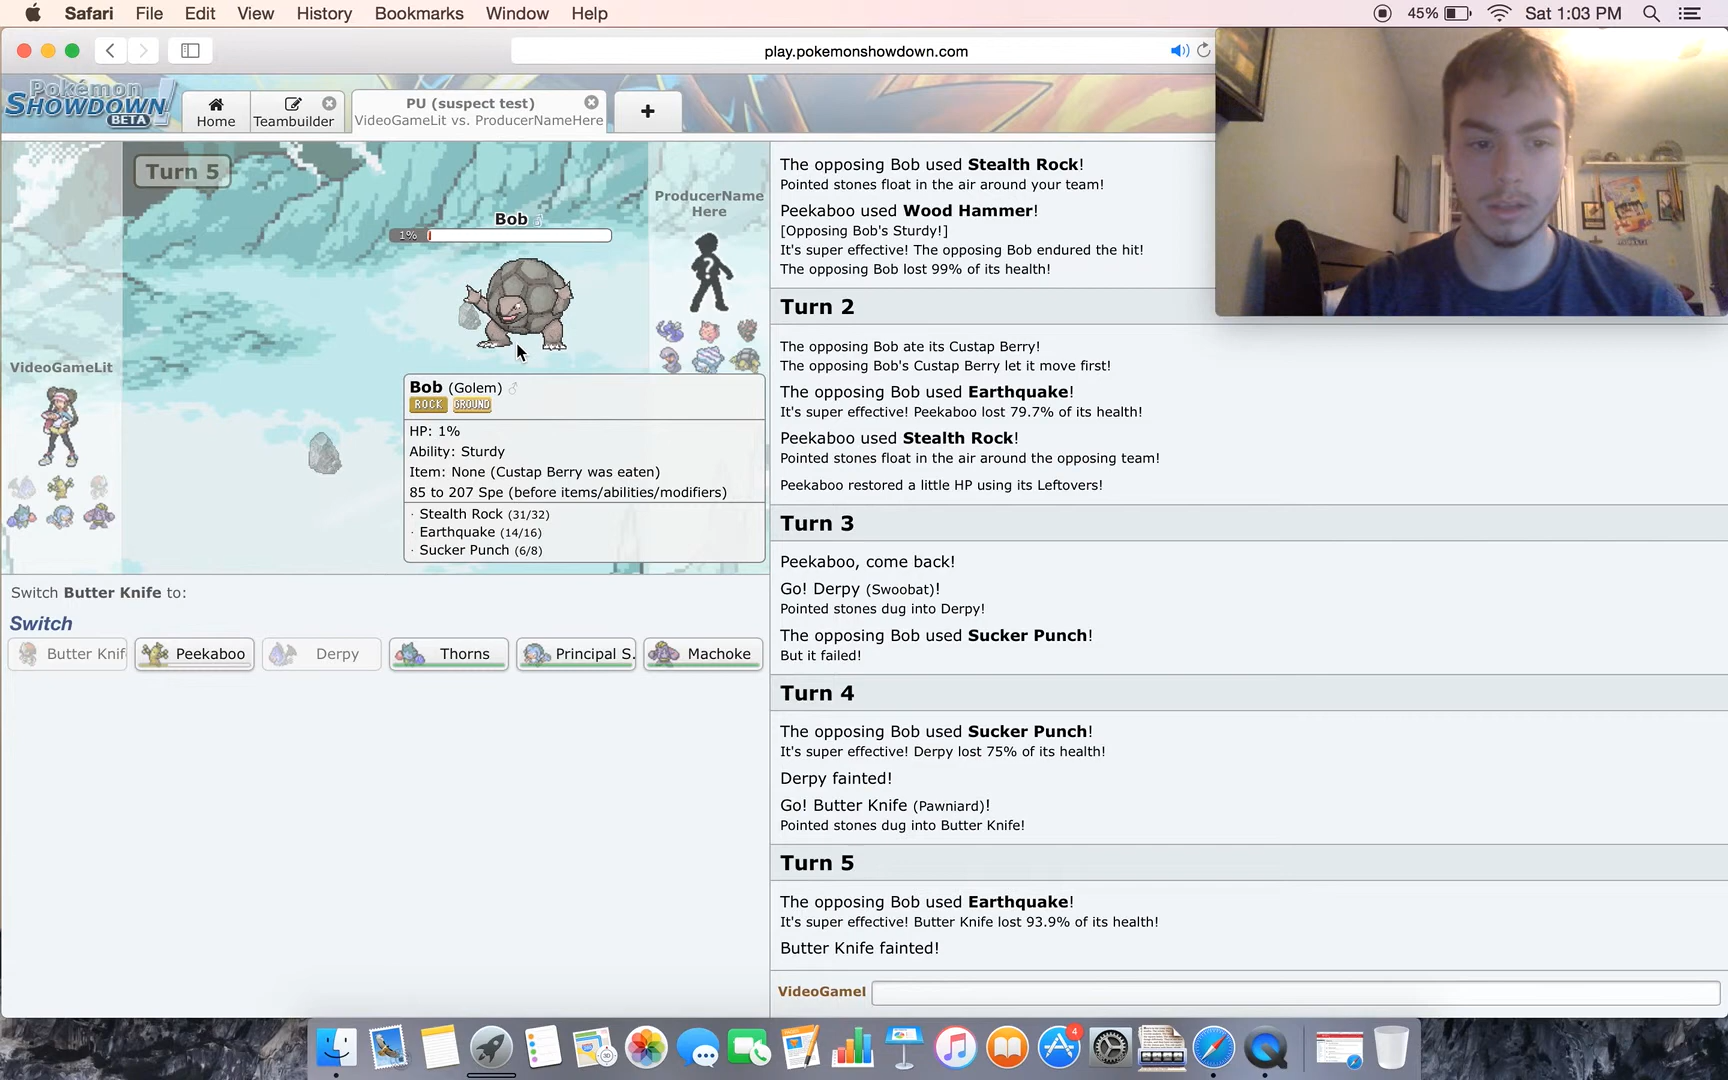 Safari File Edit View History Bookmarks Window Help 45% Sat 1:03 PM
play.pokemonshowdown.com
Pokémon
SHOWDOWN!
BETA
Home
Teambuilder
PU (suspect test)
VideoGameLit vs. ProducerNameHere
Turn 5
ProducerName
Here
Bob
1%
VideoGameLit
Bob (Golem) ♂
ROCK GROUND
HP: 1%
Ability: Sturdy
Item: None (Custap Berry was eaten)
85 to 207 Spe (before items/abilities/modifiers)
· Stealth Rock (31/32)
· Earthquake (14/16)
· Sucker Punch (6/8)
Switch Butter Knife to:
Switch
Butter Knif Peekaboo Derpy Thorns Principal S. Machoke
The opposing Bob used Stealth Rock!
Pointed stones float in the air around your team!
Peekaboo used Wood Hammer!
[Opposing Bob's Sturdy!]
It's super effective! The opposing Bob endured the hit!
The opposing Bob lost 99% of its health!
Turn 2
The opposing Bob ate its Custap Berry!
The opposing Bob's Custap Berry let it move first!
The opposing Bob used Earthquake!
It's super effective! Peekaboo lost 79.7% of its health!
Peekaboo used Stealth Rock!
Pointed stones float in the air around the opposing team!
Peekaboo restored a little HP using its Leftovers!
Turn 3
Peekaboo, come back!
Go! Derpy (Swoobat)!
Pointed stones dug into Derpy!
The opposing Bob used Sucker Punch!
But it failed!
Turn 4
The opposing Bob used Sucker Punch!
It's super effective! Derpy lost 75% of its health!
Derpy fainted!
Go! Butter Knife (Pawniard)!
Pointed stones dug into Butter Knife!
Turn 5
The opposing Bob used Earthquake!
It's super effective! Butter Knife lost 93.9% of its health!
Butter Knife fainted!
VideoGamel
4